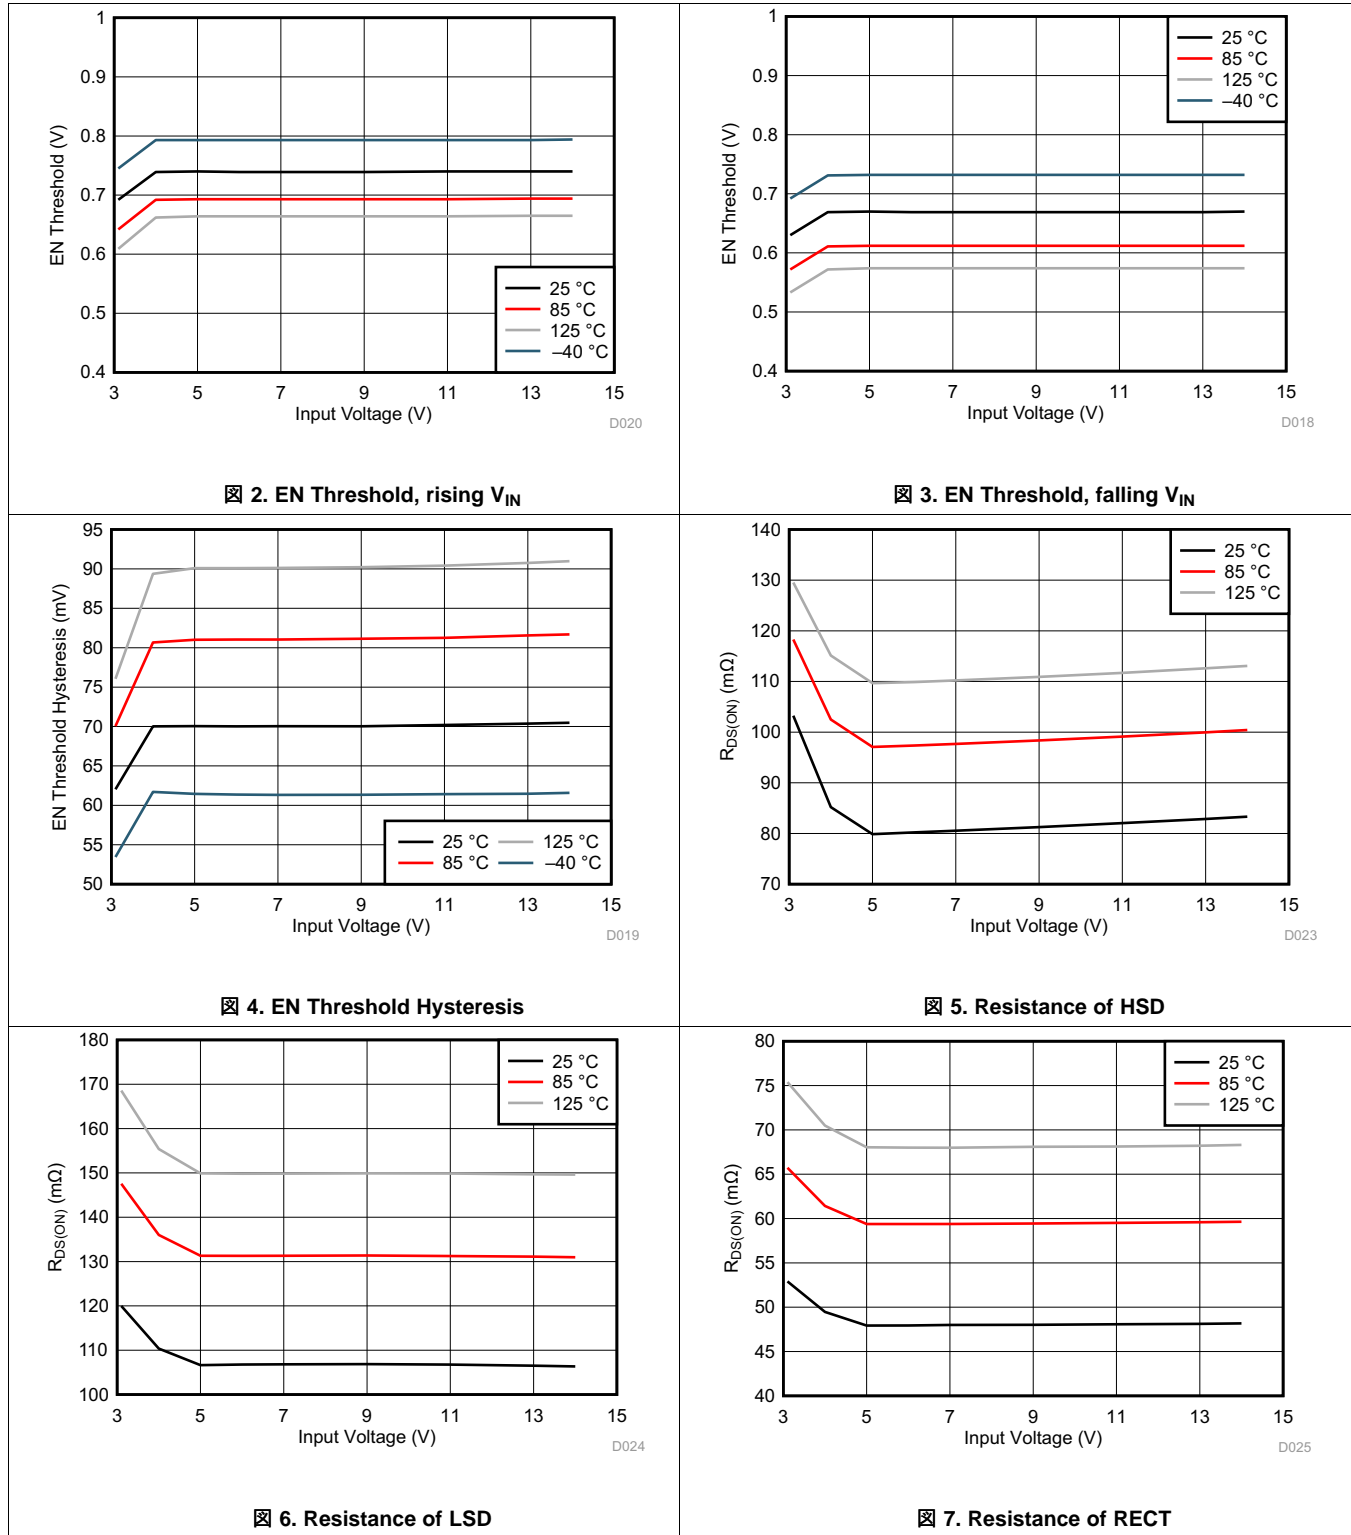 1
0.9
0.8
0.7
0.6
0.5
0.4
EN Threshold (V)
25 °C
85 °C
125 °C
–40 °C
3 5 7 9 11 13 15
Input Voltage (V)
D020
図 2. EN Threshold, rising VIN
1
0.9
0.8
0.7
0.6
0.5
0.4
EN Threshold (V)
25 °C
85 °C
125 °C
–40 °C
3 5 7 9 11 13 15
Input Voltage (V)
D018
図 3. EN Threshold, falling VIN
95
90
85
80
75
70
65
60
55
50
EN Threshold Hysteresis (mV)
25 °C 125 °C
85 °C –40 °C
3 5 7 9 11 13 15
Input Voltage (V)
D019
図 4. EN Threshold Hysteresis
140
130
120
110
100
90
80
70
RDS(ON) (mΩ)
25 °C
85 °C
125 °C
3 5 7 9 11 13 15
Input Voltage (V)
D023
図 5. Resistance of HSD
180
170
160
150
140
130
120
110
100
RDS(ON) (mΩ)
25 °C
85 °C
125 °C
3 5 7 9 11 13 15
Input Voltage (V)
D024
図 6. Resistance of LSD
80
75
70
65
60
55
50
45
40
RDS(ON) (mΩ)
25 °C
85 °C
125 °C
3 5 7 9 11 13 15
Input Voltage (V)
D025
図 7. Resistance of RECT